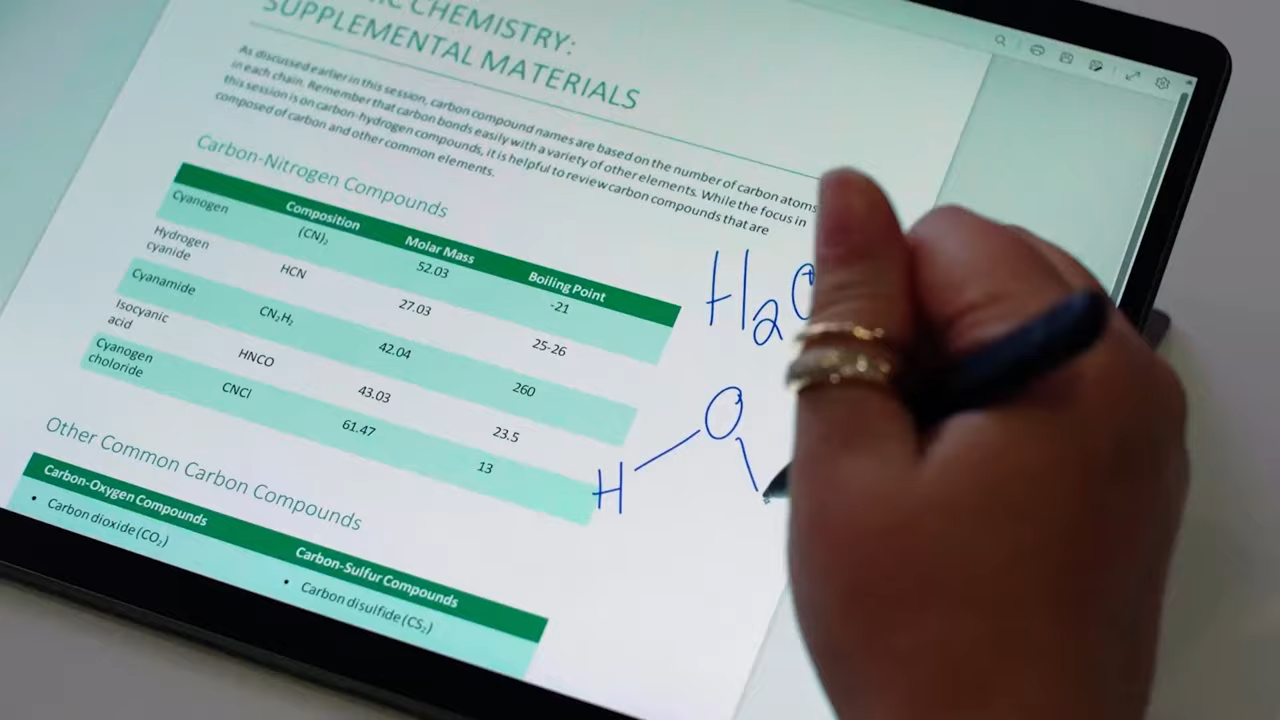 IC CHEMISTRY:
SUPPLEMENTAL MATERIALS
As discussed earlier in this session, carbon compound names are based on the number of carbon atoms
in each chain. Remember that carbon bonds easily with a variety of other elements. While the focus in
this session is on carbon-hydrogen compounds, it is helpful to review carbon compounds that are
composed of carbon and other common elements.
Carbon-Nitrogen Compounds
Composition Molar Mass Boiling Point
Cyanogen (CN)₂ 52.03 -21
Hydrogen
cyanide HCN 27.03 25-26
Cyanamide CN₂H₂ 42.04 260
Isocyanic
acid HNCO 43.03 23.5
Cyanogen
choloride CNCl 61.47 13
H₂O
O
H
Other Common Carbon Compounds
Carbon-Oxygen Compounds Carbon-Sulfur Compounds
• Carbon dioxide (CO₂) • Carbon disulfide (CS₂)